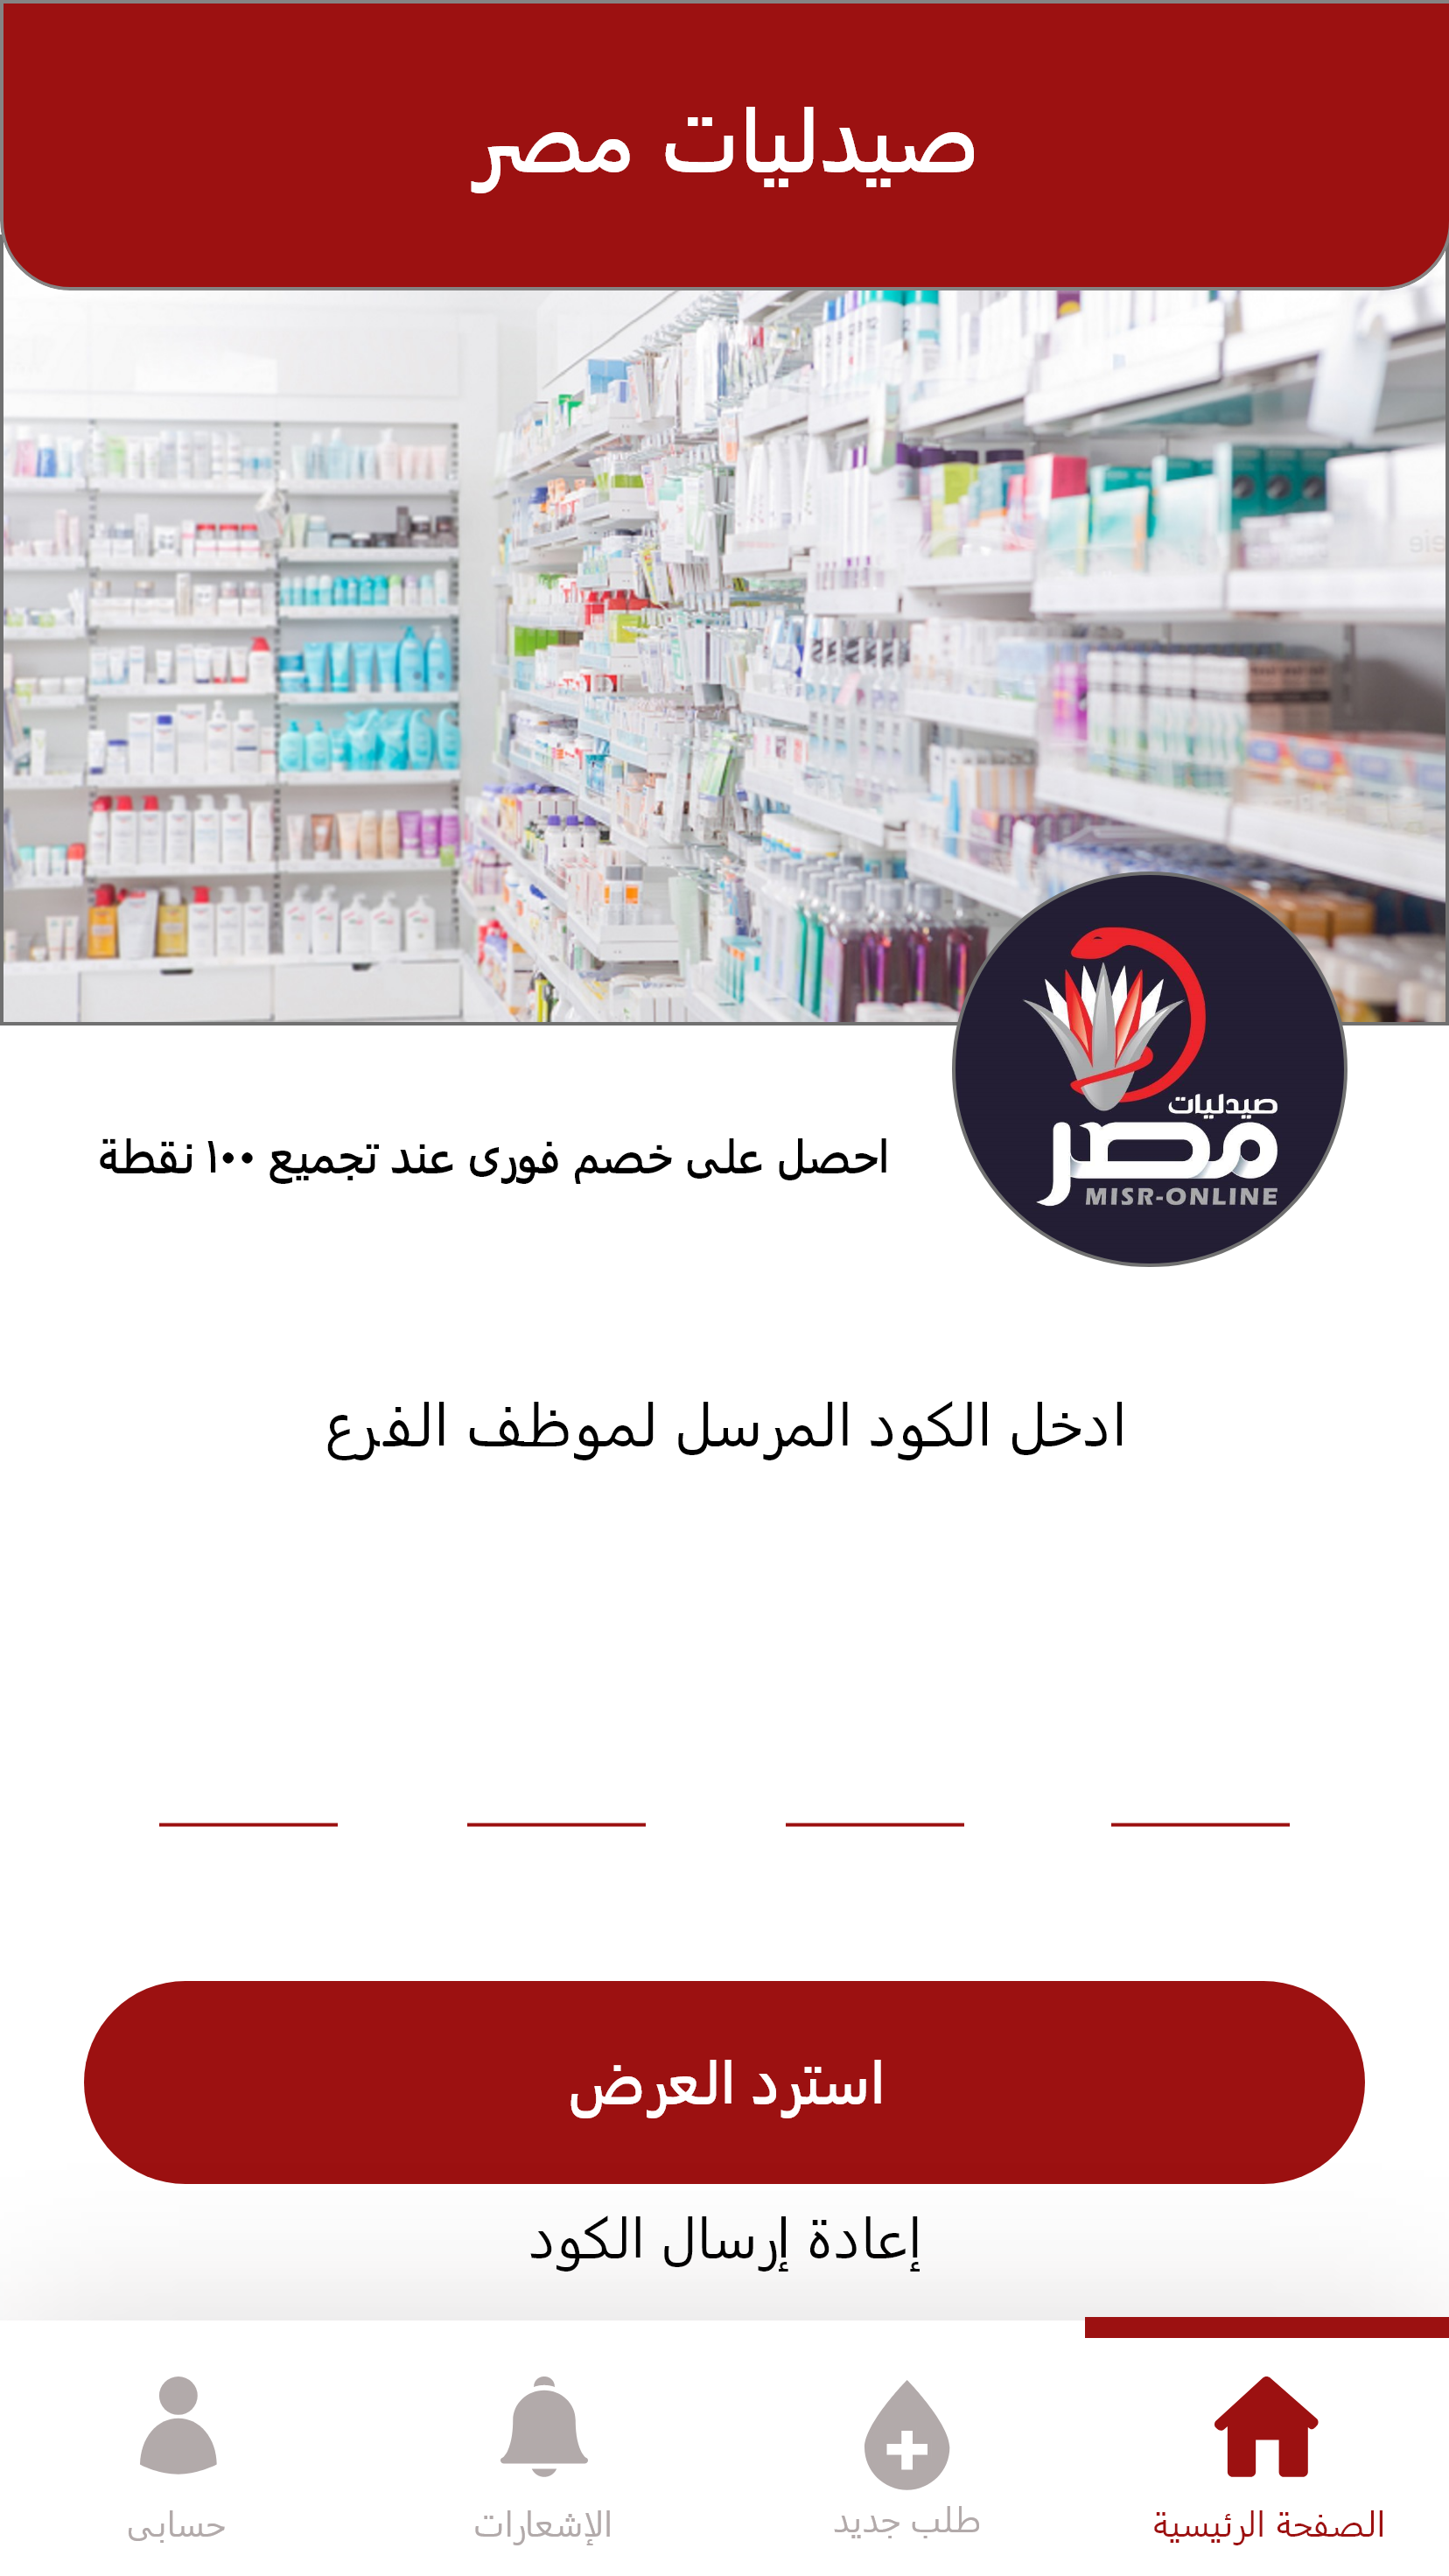 صيدليات مصر
صيدليات
مصر
MISR-ONLINE
احصل على خصم فورى عند تجميع ١٠٠ نقطة
ادخل الكود المرسل لموظف الفرع
استرد العرض
إعادة إرسال الكود
الصفحة الرئيسية
طلب جديد
الإشعارات
حسابى